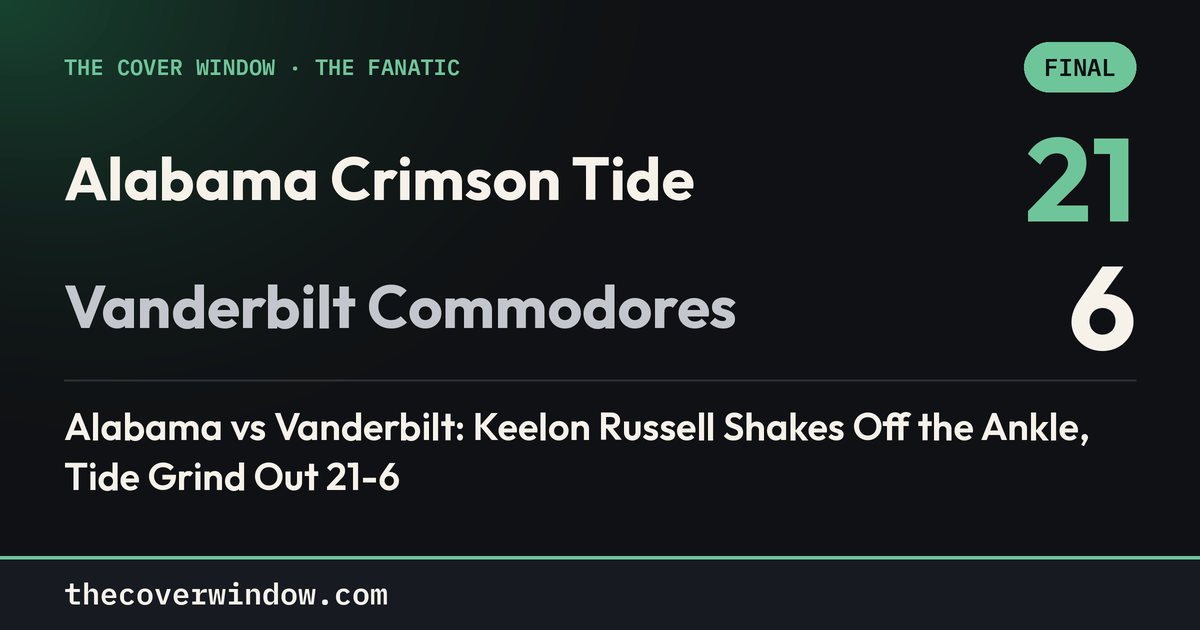 THE COVER WINDOW · THE FANATIC
FINAL
Alabama Crimson Tide 21
Vanderbilt Commodores 6
Alabama vs Vanderbilt: Keelon Russell Shakes Off the Ankle,
Tide Grind Out 21-6
thecoverwindow.com